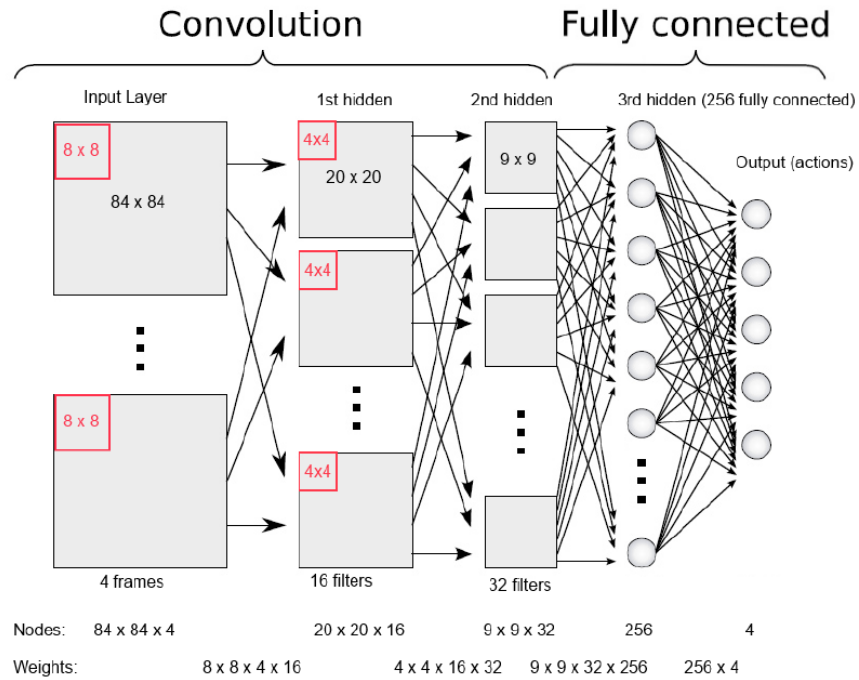 Convolution
Fully connected
Input Layer
1st hidden
2nd hidden
3rd hidden (256 fully connected)
Output (actions)
8 x 8
84 x 84
4x4
20 x 20
9 x 9
4x4
8 x 8
4x4
4 frames
16 filters
32 filters
Nodes: 84 x 84 x 4 20 x 20 x 16 9 x 9 x 32 256 4
Weights: 8 x 8 x 4 x 16 4 x 4 x 16 x 32 9 x 9 x 32 x 256 256 x 4